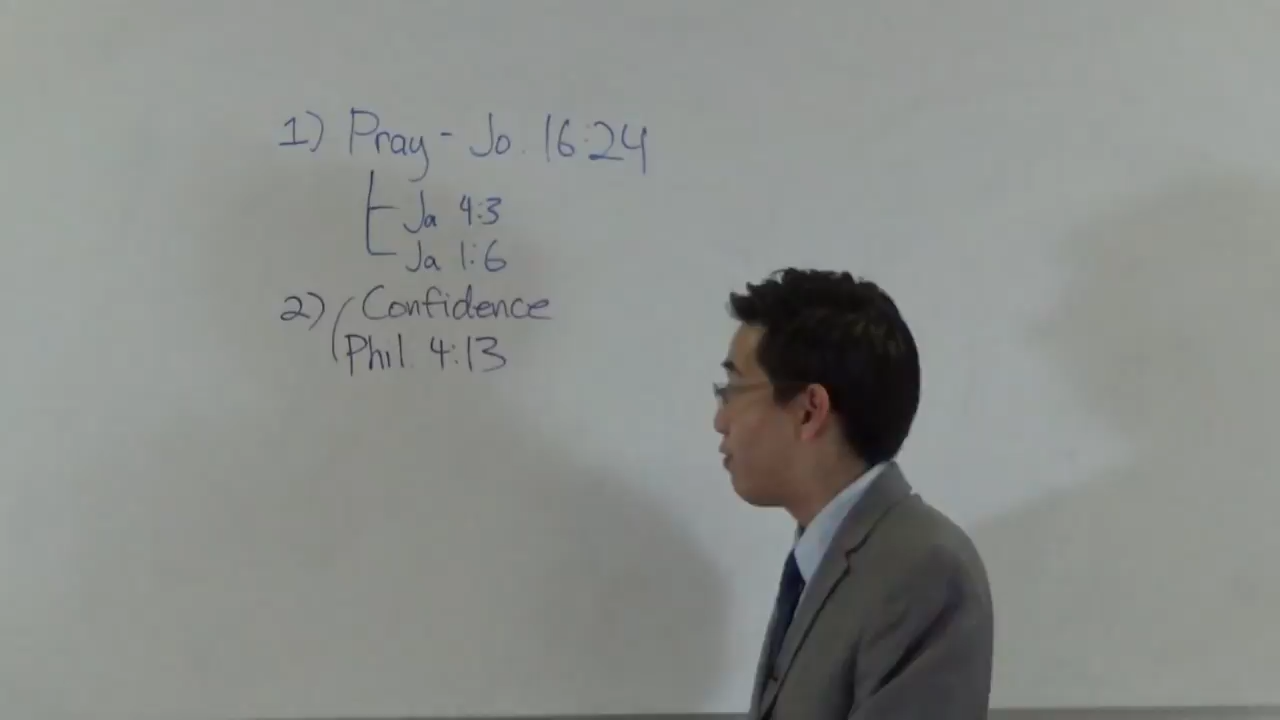 1) Pray - Jo. 16:24
Ja 4:3
Ja 1:6
2) Confidence
Phil. 4:13